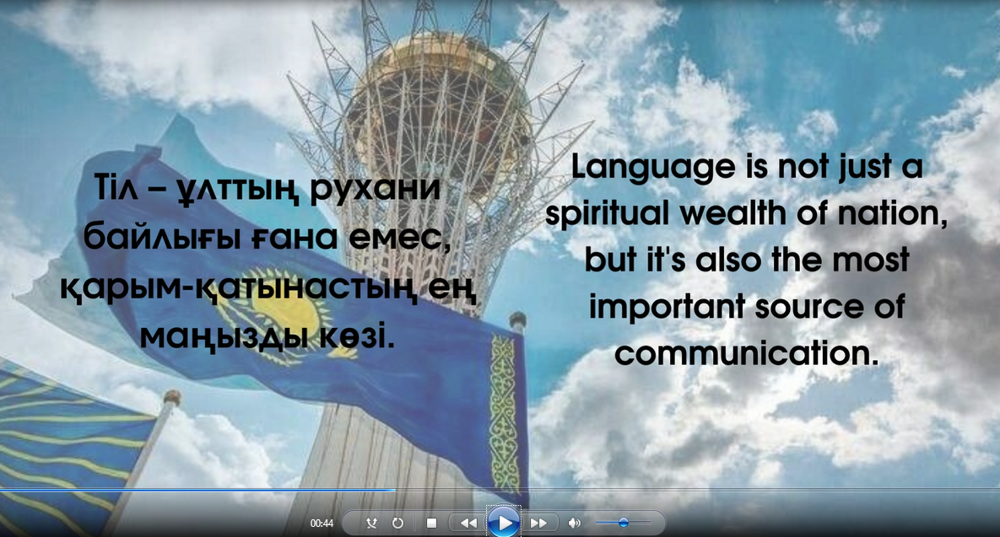 Тіл – ұлттың рухани
байлығы ғана емес,
қарым-қатынастың ең
маңызды көзі.
Language is not just a
spiritual wealth of nation,
but it's also the most
important source of
communication.
00:44